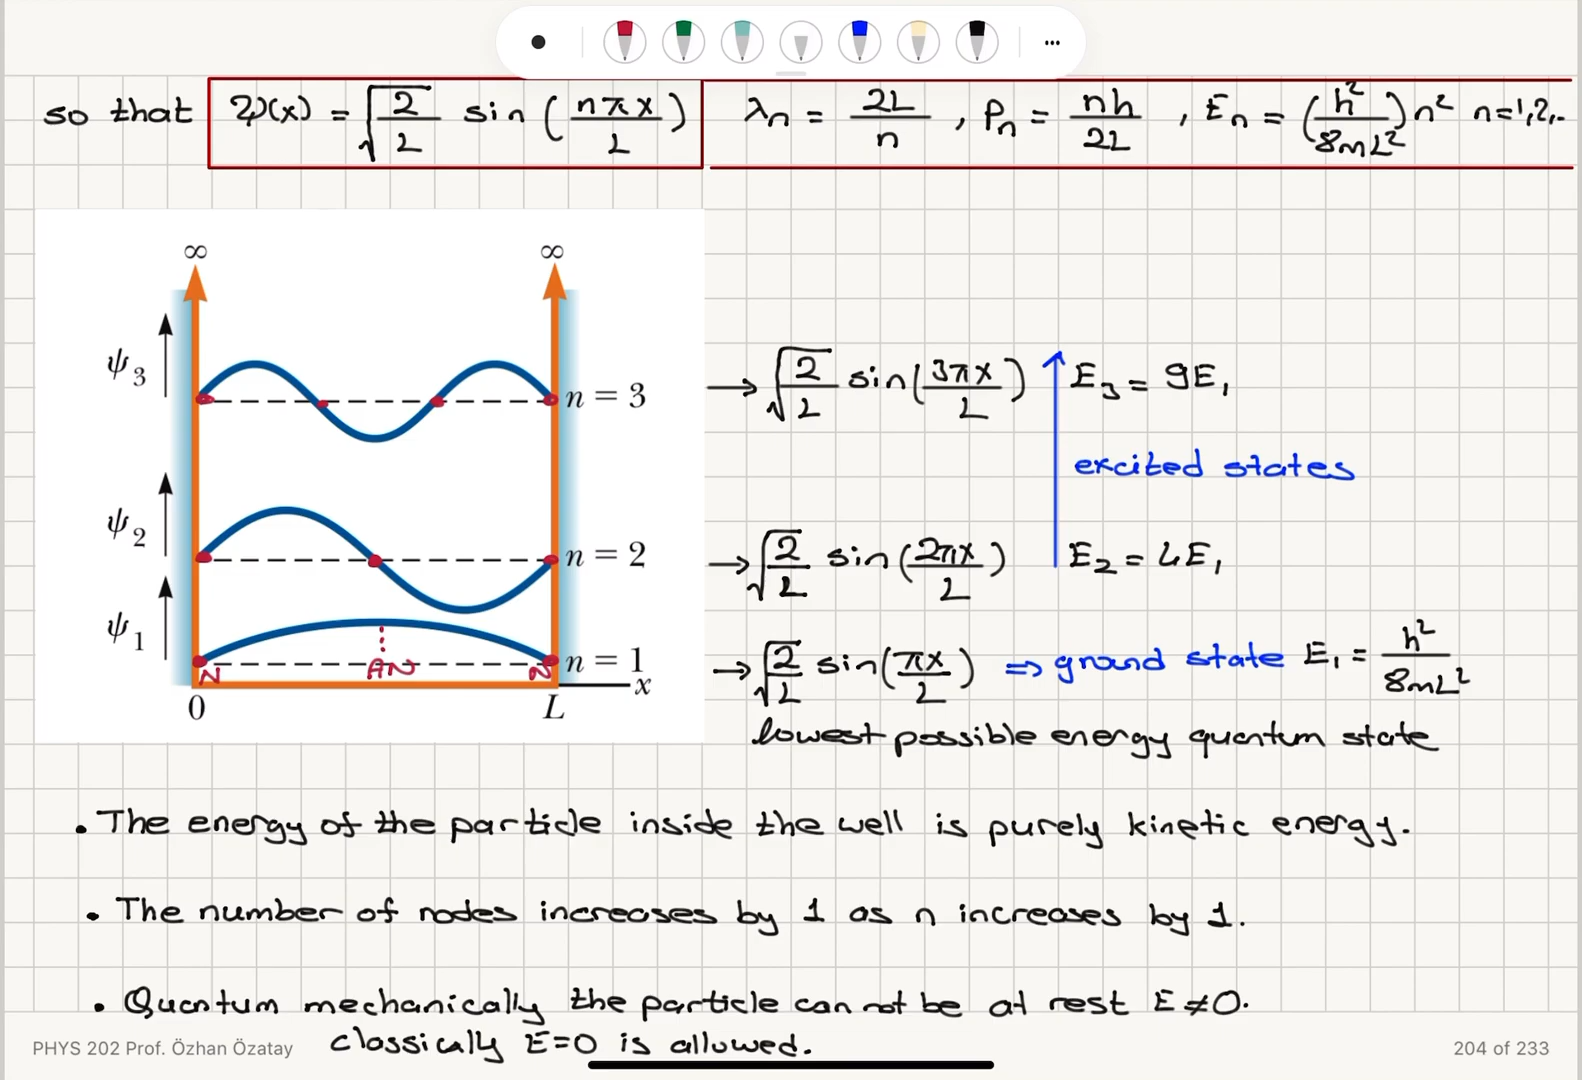 so that ψ(x) = √(2/L) sin (nπx/L) λn = 2L/n , Pn = nh/2L , En = (h²/8mL²) n² n=1,2,..
∞ ∞
ψ3 n = 3 → √(2/L) sin(3πx/L) E3 = 9E1
excited states
ψ2 n = 2 → √(2/L) sin(2πx/L) E2 = 4E1
ψ1 N AN N n = 1 → √(2/L) sin(πx/L) ⇒ ground state E1 = h²/8mL²
0 L x
lowest possible energy quantum state
• The energy of the particle inside the well is purely kinetic energy.
• The number of nodes increases by 1 as n increases by 1.
• Quantum mechanically the particle can not be at rest E ≠ 0.
classically E=0 is allowed.
PHYS 202 Prof. Özhan Özatay
204 of 233